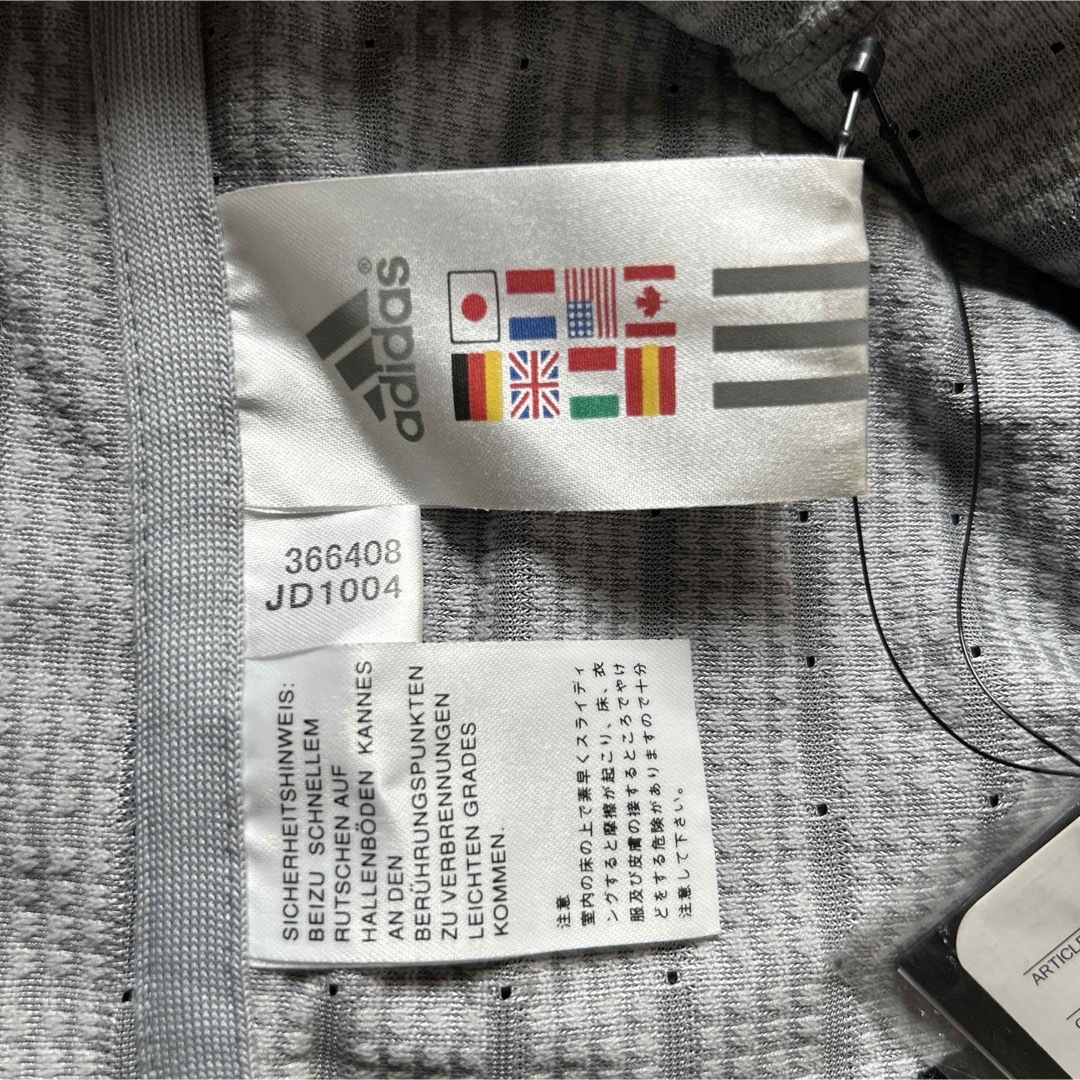 adidas®
366408
JD1004
SICHERHEITSHINWEIS:
BEIZU SCHNELLEM
RUTSCHEN AUF
HALLENBÖDEN KANNES
AN DEN
BERÜHRUNGSPUNKTEN
ZU VERBRENNUNGEN
LEICHTEN GRADES
KOMMEN.
注意
室内の床の上で素早くスライディ
ングすると摩擦が起こり、床、衣
服及び皮膚の接するところでやけ
どをする危険がありますので十分
注意して下さい。